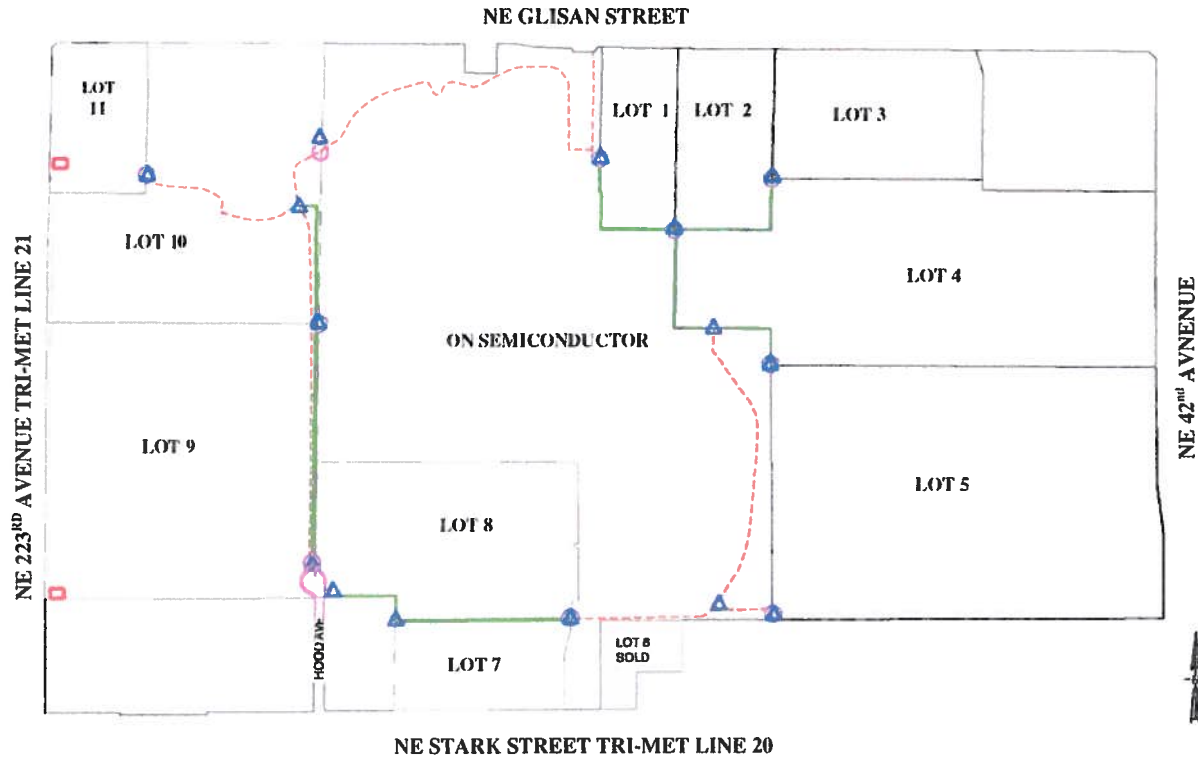 NE GLISAN STREET
LOT
11
LOT 1
LOT 2
LOT 3
LOT 10
LOT 4
NE 223RD AVENUE TRI-MET LINE 21
ON SEMICONDUCTOR
NE 42nd AVNENUE
LOT 9
LOT 5
LOT 8
HOOD AVE
LOT 7
LOT 6
SOLD
NE STARK STREET TRI-MET LINE 20